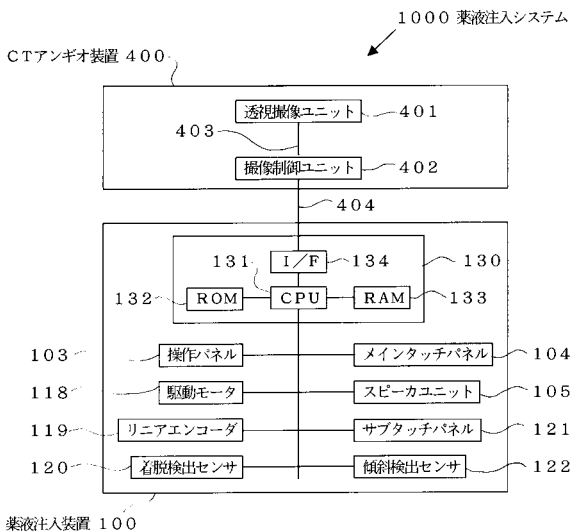 1000 薬液注入システム
CTアンギオ装置 400
透視撮像ユニット 401
403
撮像制御ユニット 402
404
131 I/F 134 130
132 ROM CPU RAM 133
103 操作パネル メインタッチパネル 104
118 駆動モータ スピーカユニット 105
119 リニアエンコーダ サブタッチパネル 121
120 着脱検出センサ 傾斜検出センサ 122
薬液注入装置 100